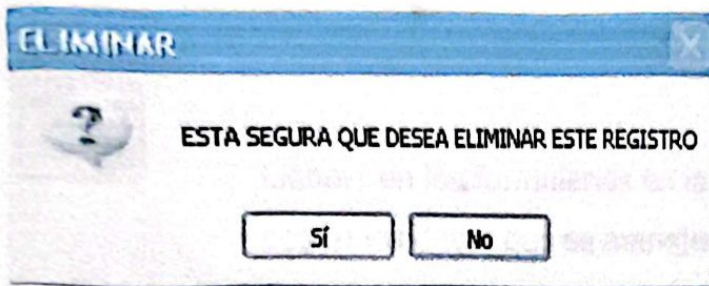 ELIMINAR
ESTA SEGURA QUE DESEA ELIMINAR ESTE REGISTRO
Sí
No